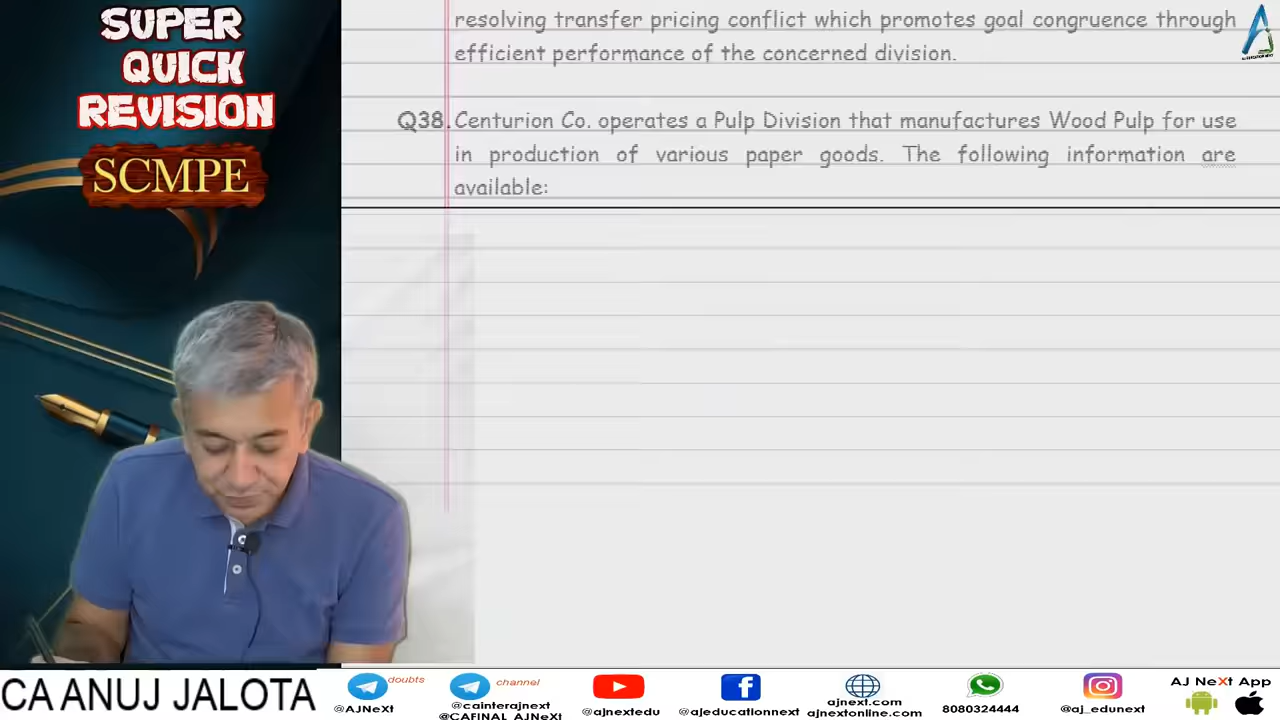 SUPER
QUICK
REVISION
SCMPE
resolving transfer pricing conflict which promotes goal congruence through
efficient performance of the concerned division.
Q38. Centurion Co. operates a Pulp Division that manufactures Wood Pulp for use
in production of various paper goods. The following information are
available:
CA ANUJ JALOTA
doubts
@AJNeXt
channel
@cainterajnext
@CAFINAL_AJNeXt
@ajnextedu
@ajeducationnext
ajnext.com
ajnextonline.com
8080324444
@aj_edunext
AJ NeXt App